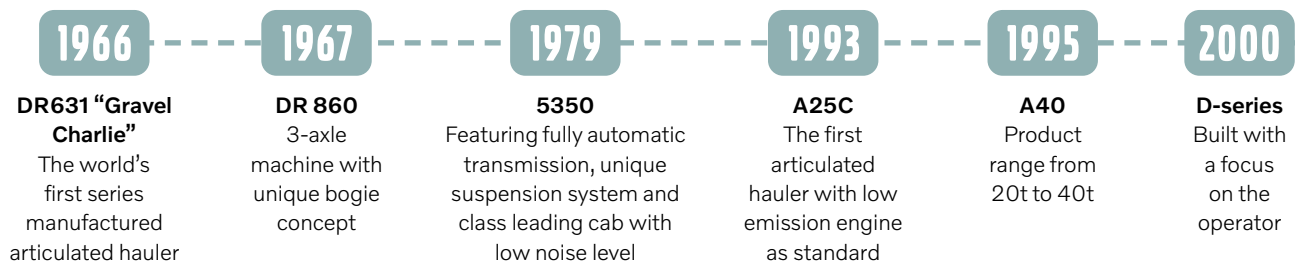 1966
DR631 “Gravel
Charlie”
The world’s
first series
manufactured
articulated hauler
1967
DR 860
3-axle
machine with
unique bogie
concept
1979
5350
Featuring fully automatic
transmission, unique
suspension system and
class leading cab with
low noise level
1993
A25C
The first
articulated
hauler with low
emission engine
as standard
1995
A40
Product
range from
20t to 40t
2000
D-series
Built with
a focus
on the
operator